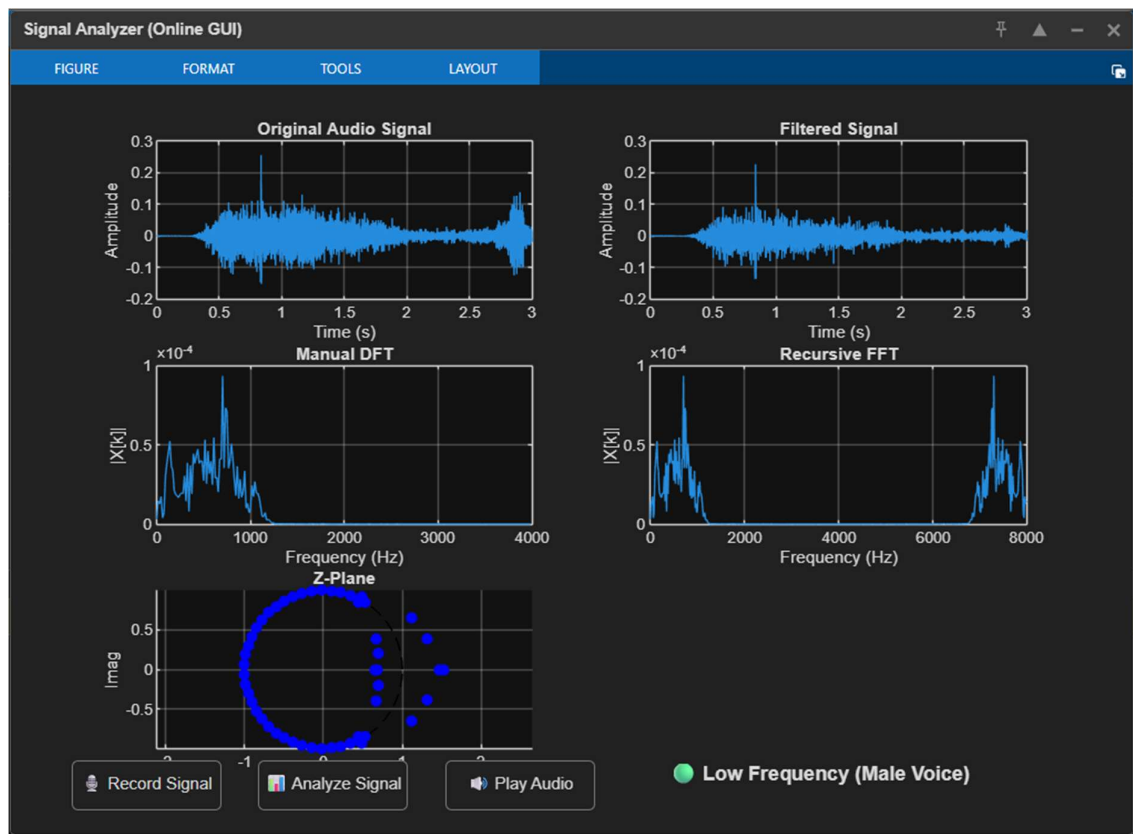 Signal Analyzer (Online GUI)
FIGURE FORMAT TOOLS LAYOUT
Original Audio Signal
0.3
0.2
0.1
0
-0.1
-0.2
Amplitude
0 0.5 1 1.5 2 2.5 3
Time (s)
Filtered Signal
0.3
0.2
0.1
0
-0.1
-0.2
Amplitude
0 0.5 1 1.5 2 2.5 3
Time (s)
Manual DFT
×10-4
1
0.5
0
|X[k]|
0 1000 2000 3000 4000
Frequency (Hz)
Recursive FFT
×10-4
1
0.5
0
|X[k]|
0 2000 4000 6000 8000
Frequency (Hz)
Z-Plane
0.5
0
-0.5
Imag
-1
Record Signal
Analyze Signal
Play Audio
Low Frequency (Male Voice)